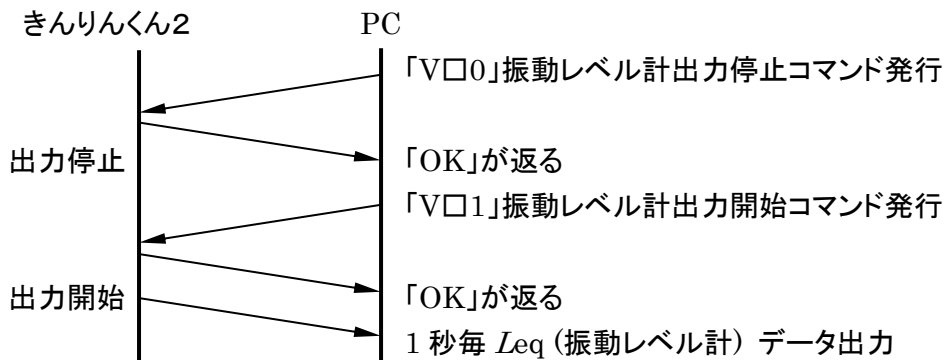 きんりんくん2 PC
「V□0」振動レベル計出力停止コマンド発行
出力停止 「OK」が返る
「V□1」振動レベル計出力開始コマンド発行
出力開始 「OK」が返る
1 秒毎 Leq (振動レベル計) データ出力